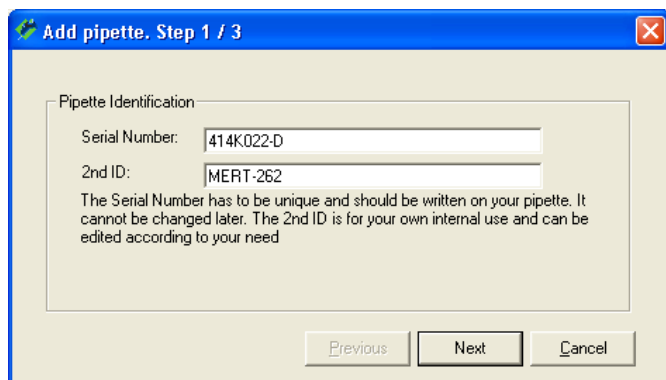 Add pipette. Step 1 / 3
Pipette Identification
Serial Number: 414K022-D
2nd ID: MERT-262
The Serial Number has to be unique and should be written on your pipette. It
cannot be changed later. The 2nd ID is for your own internal use and can be
edited according to your need
Previous Next Cancel